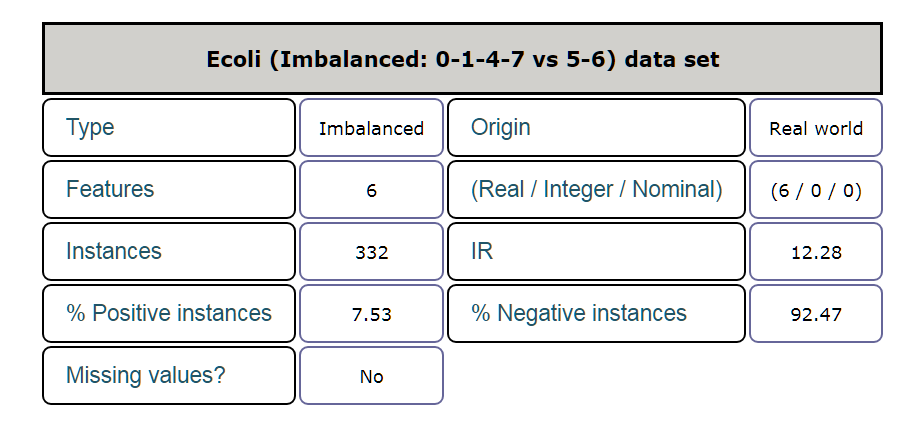 Ecoli (Imbalanced: 0-1-4-7 vs 5-6) data set
Type Imbalanced Origin Real world
Features 6 (Real / Integer / Nominal) (6 / 0 / 0)
Instances 332 IR 12.28
% Positive instances 7.53 % Negative instances 92.47
Missing values? No